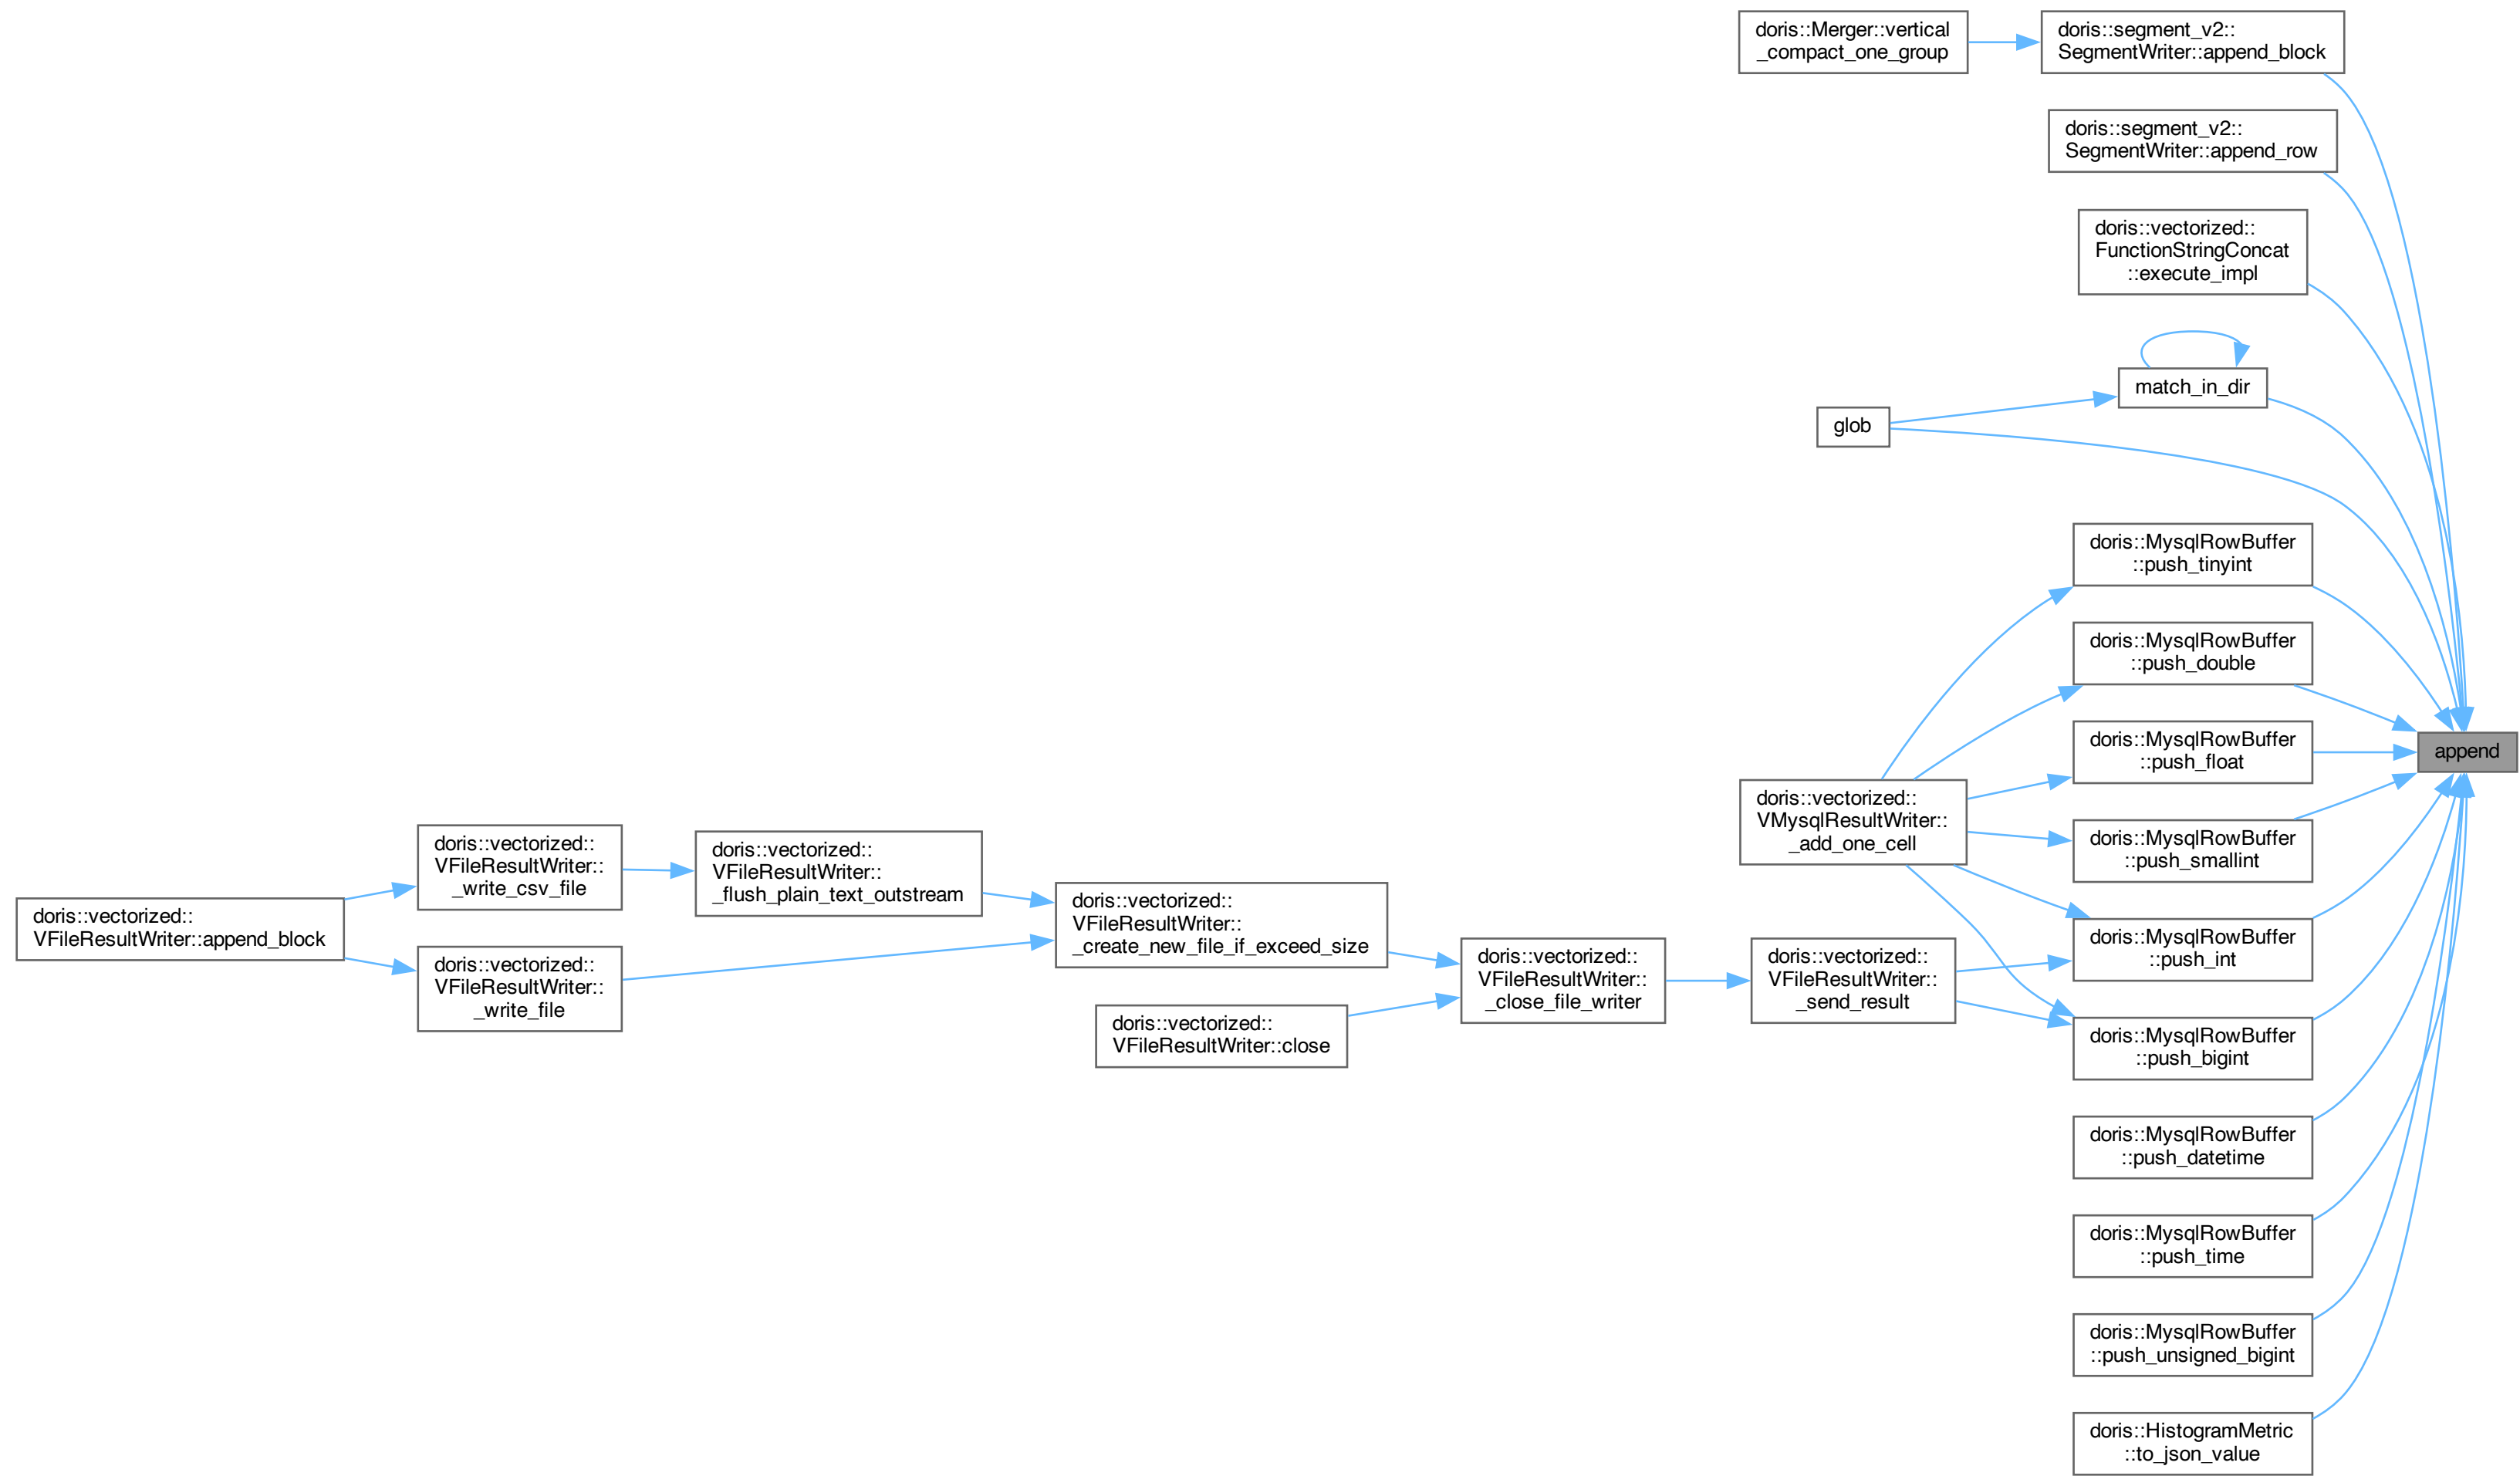 doris::Merger::vertical
_compact_one_group
doris::segment_v2::
SegmentWriter::append_block
doris::segment_v2::
SegmentWriter::append_row
doris::vectorized::
FunctionStringConcat
::execute_impl
match_in_dir
glob
doris::MysqlRowBuffer
::push_tinyint
doris::MysqlRowBuffer
::push_double
doris::MysqlRowBuffer
::push_float
append
doris::vectorized::
VMysqlResultWriter::
_add_one_cell
doris::MysqlRowBuffer
::push_smallint
doris::vectorized::
VFileResultWriter::append_block
doris::vectorized::
VFileResultWriter::
_write_csv_file
doris::vectorized::
VFileResultWriter::
_write_file
doris::vectorized::
VFileResultWriter::
_flush_plain_text_outstream
doris::vectorized::
VFileResultWriter::
_create_new_file_if_exceed_size
doris::vectorized::
VFileResultWriter::close
doris::vectorized::
VFileResultWriter::
_close_file_writer
doris::vectorized::
VFileResultWriter::
_send_result
doris::MysqlRowBuffer
::push_int
doris::MysqlRowBuffer
::push_bigint
doris::MysqlRowBuffer
::push_datetime
doris::MysqlRowBuffer
::push_time
doris::MysqlRowBuffer
::push_unsigned_bigint
doris::HistogramMetric
::to_json_value